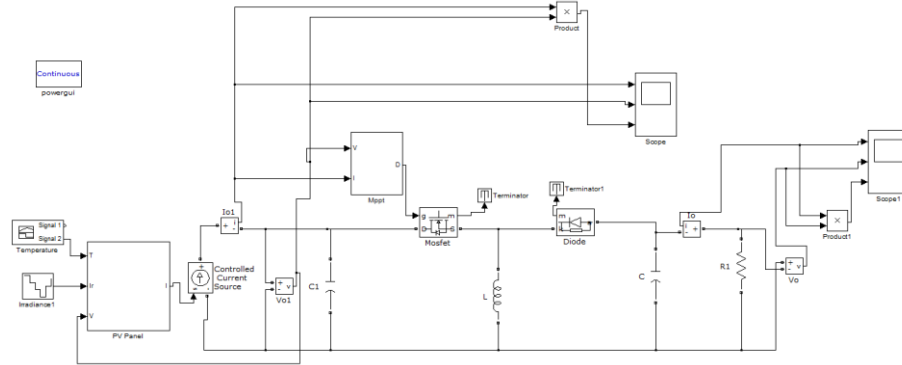 Product
Continuous
powergui
Scope
V
I
D
Mppt
Terminator
Terminator1
Scope1
Io1
Io
g
m
D
S
Mosfet
m
a
k
Diode
Product1
Signal 1
Signal 2
Temperature
Controlled
Current
Source
v
Vo1
C1
L
C
R1
v
Vo
T
Ir
V
I
Irradiance1
PV Panel